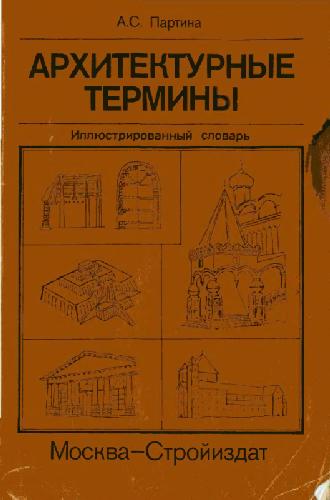 А.С. Партина
АРХИТЕКТУРНЫЕ
ТЕРМИНЫ
Иллюстрированный словарь
Москва—Стройиздат